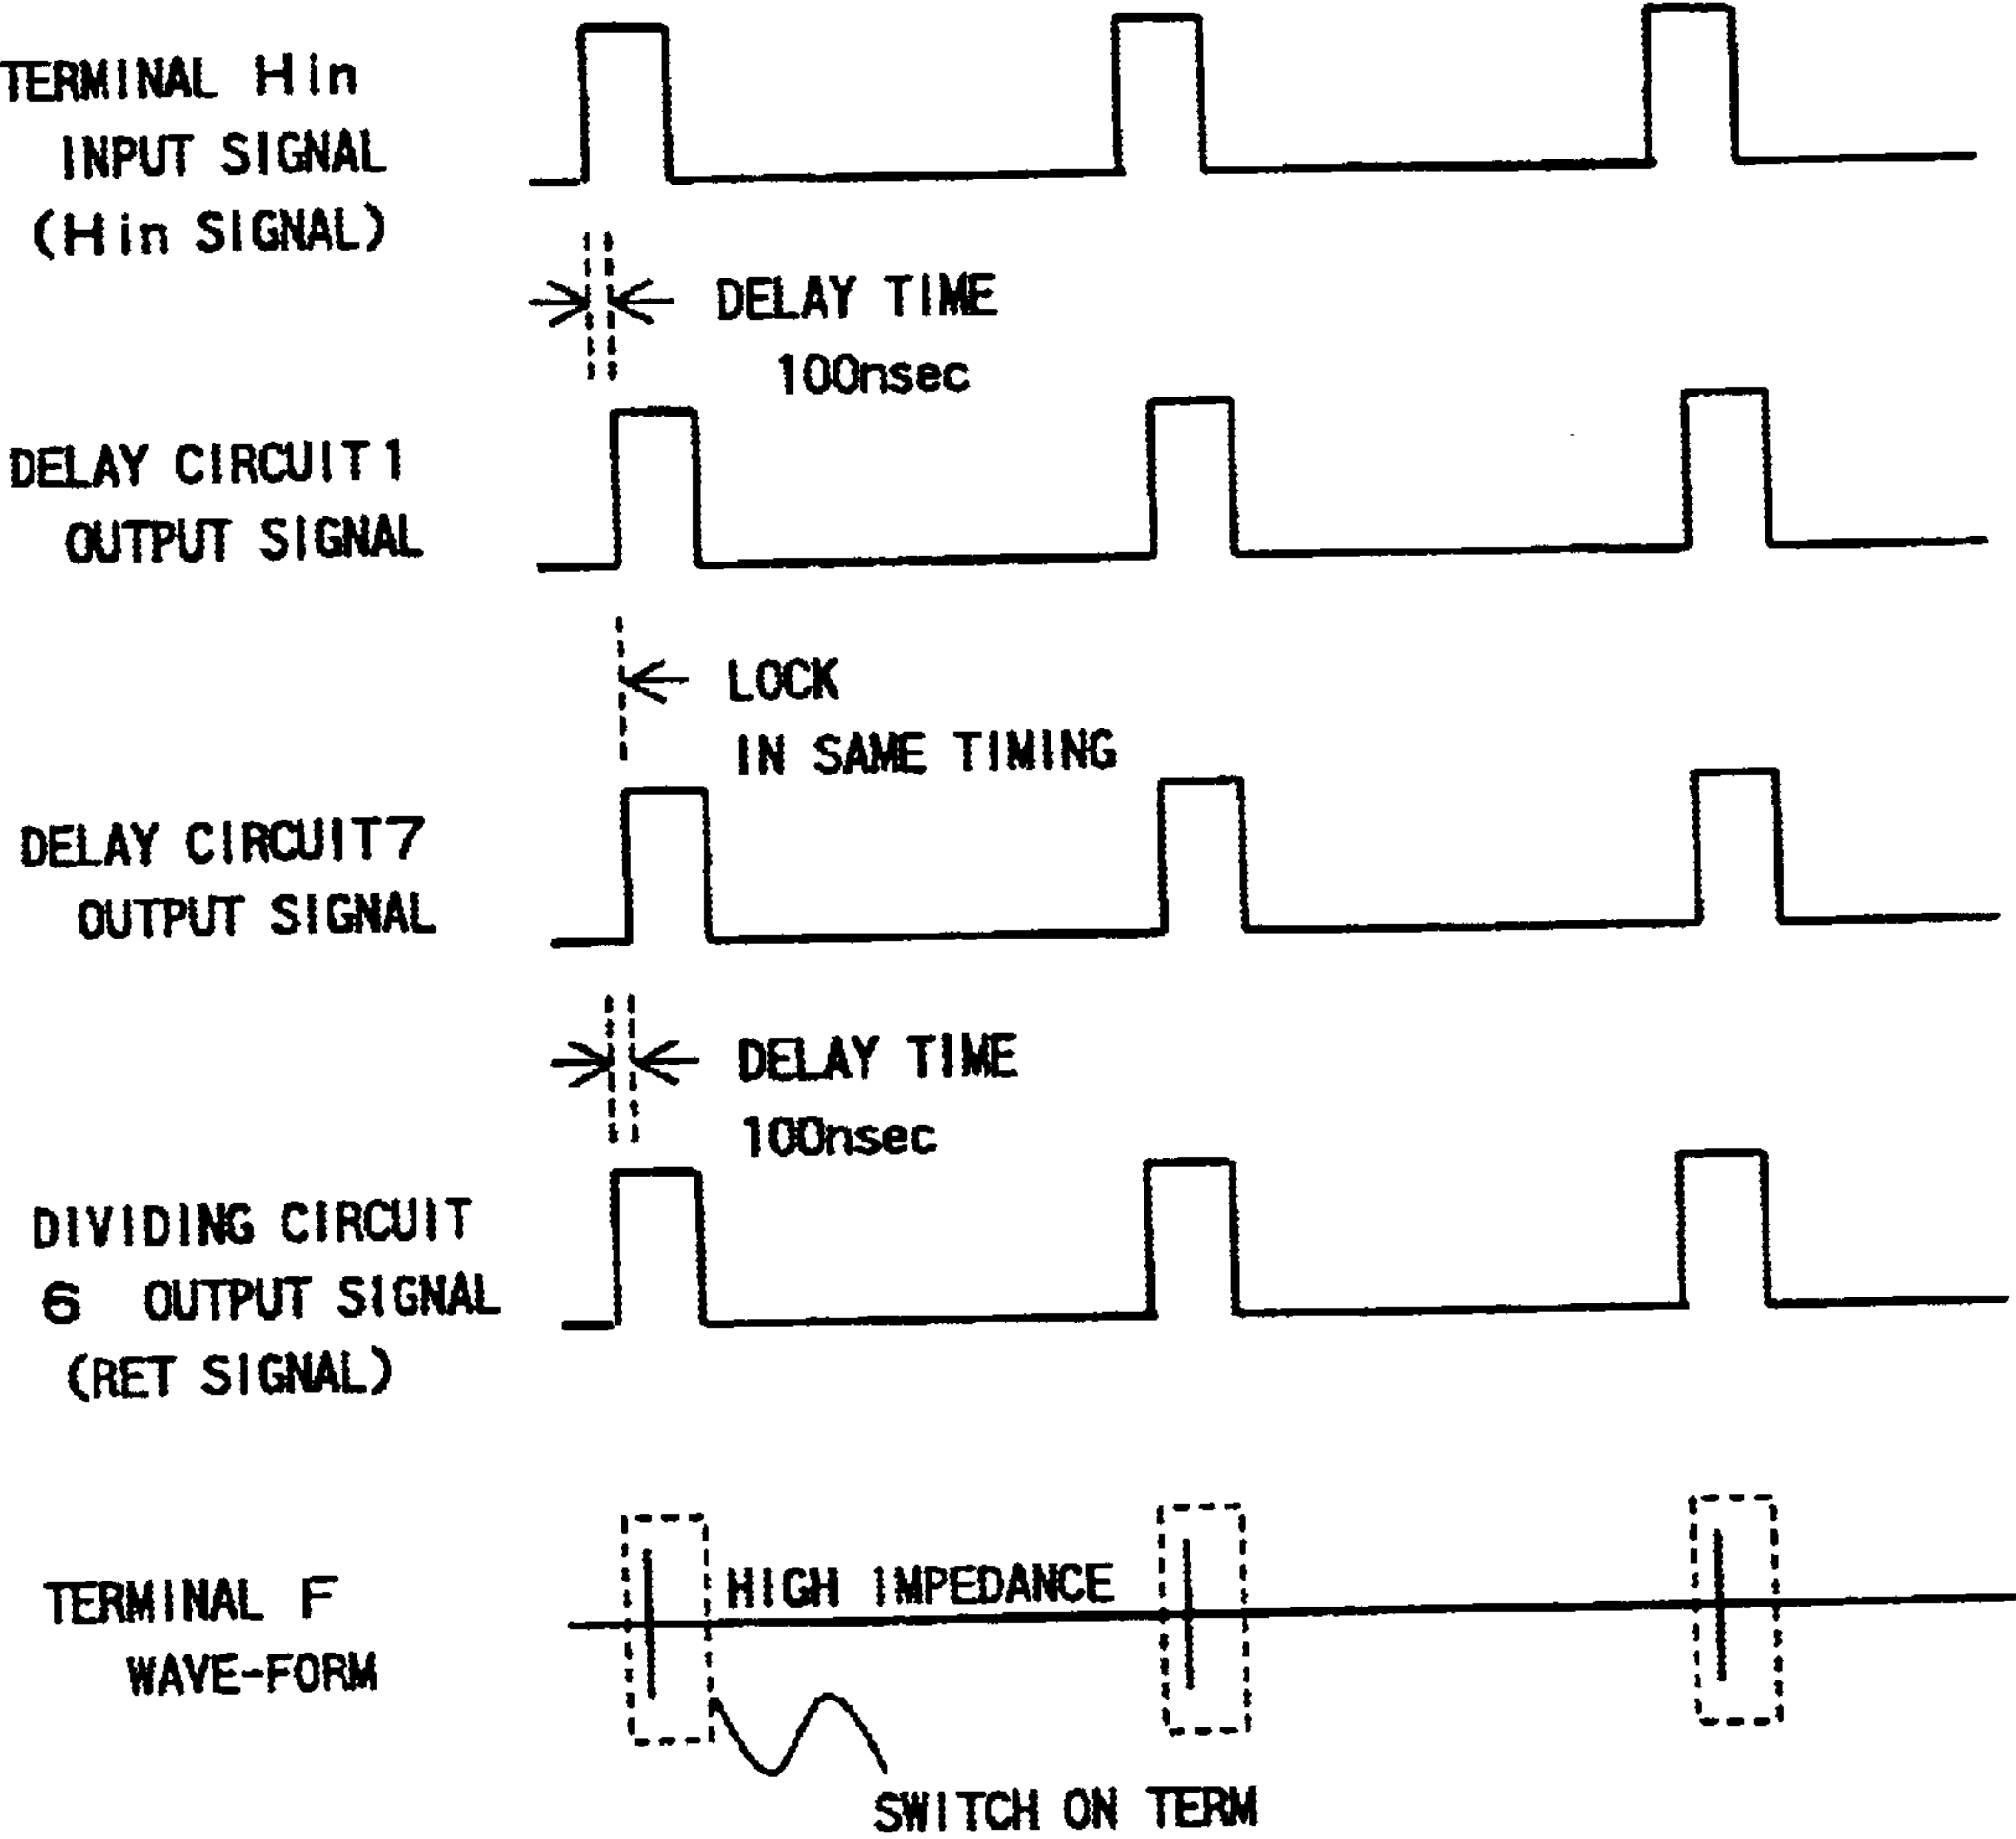 TERMINAL Hin
INPUT SIGNAL
(Hin SIGNAL)
DELAY TIME
100nsec
DELAY CIRCUIT1
OUTPUT SIGNAL
LOCK
IN SAME TIMING
DELAY CIRCUIT7
OUTPUT SIGNAL
DELAY TIME
100nsec
DIVIDING CIRCUIT
6 OUTPUT SIGNAL
(RET SIGNAL)
HIGH IMPEDANCE
TERMINAL F
WAVE-FORM
SWITCH ON TERM